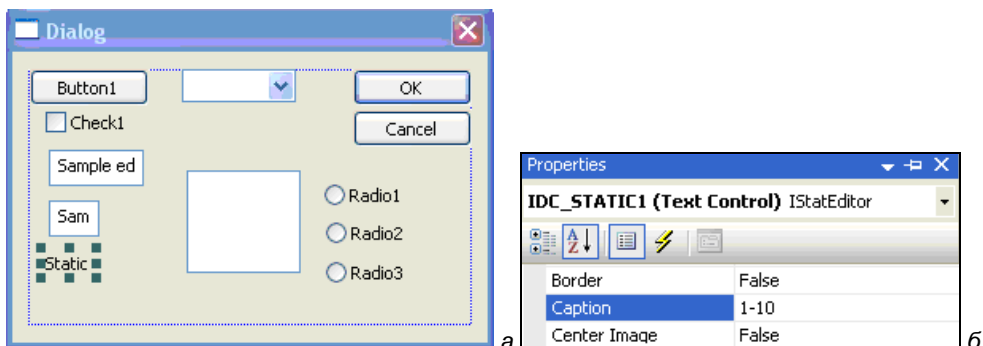 Dialog
Button1
OK
Check1
Cancel
Sample ed
Sam
Static
Radio1
Radio2
Radio3
а
Properties
IDC_STATIC1 (Text Control) IStatEditor
Border False
Caption 1-10
Center Image False
б